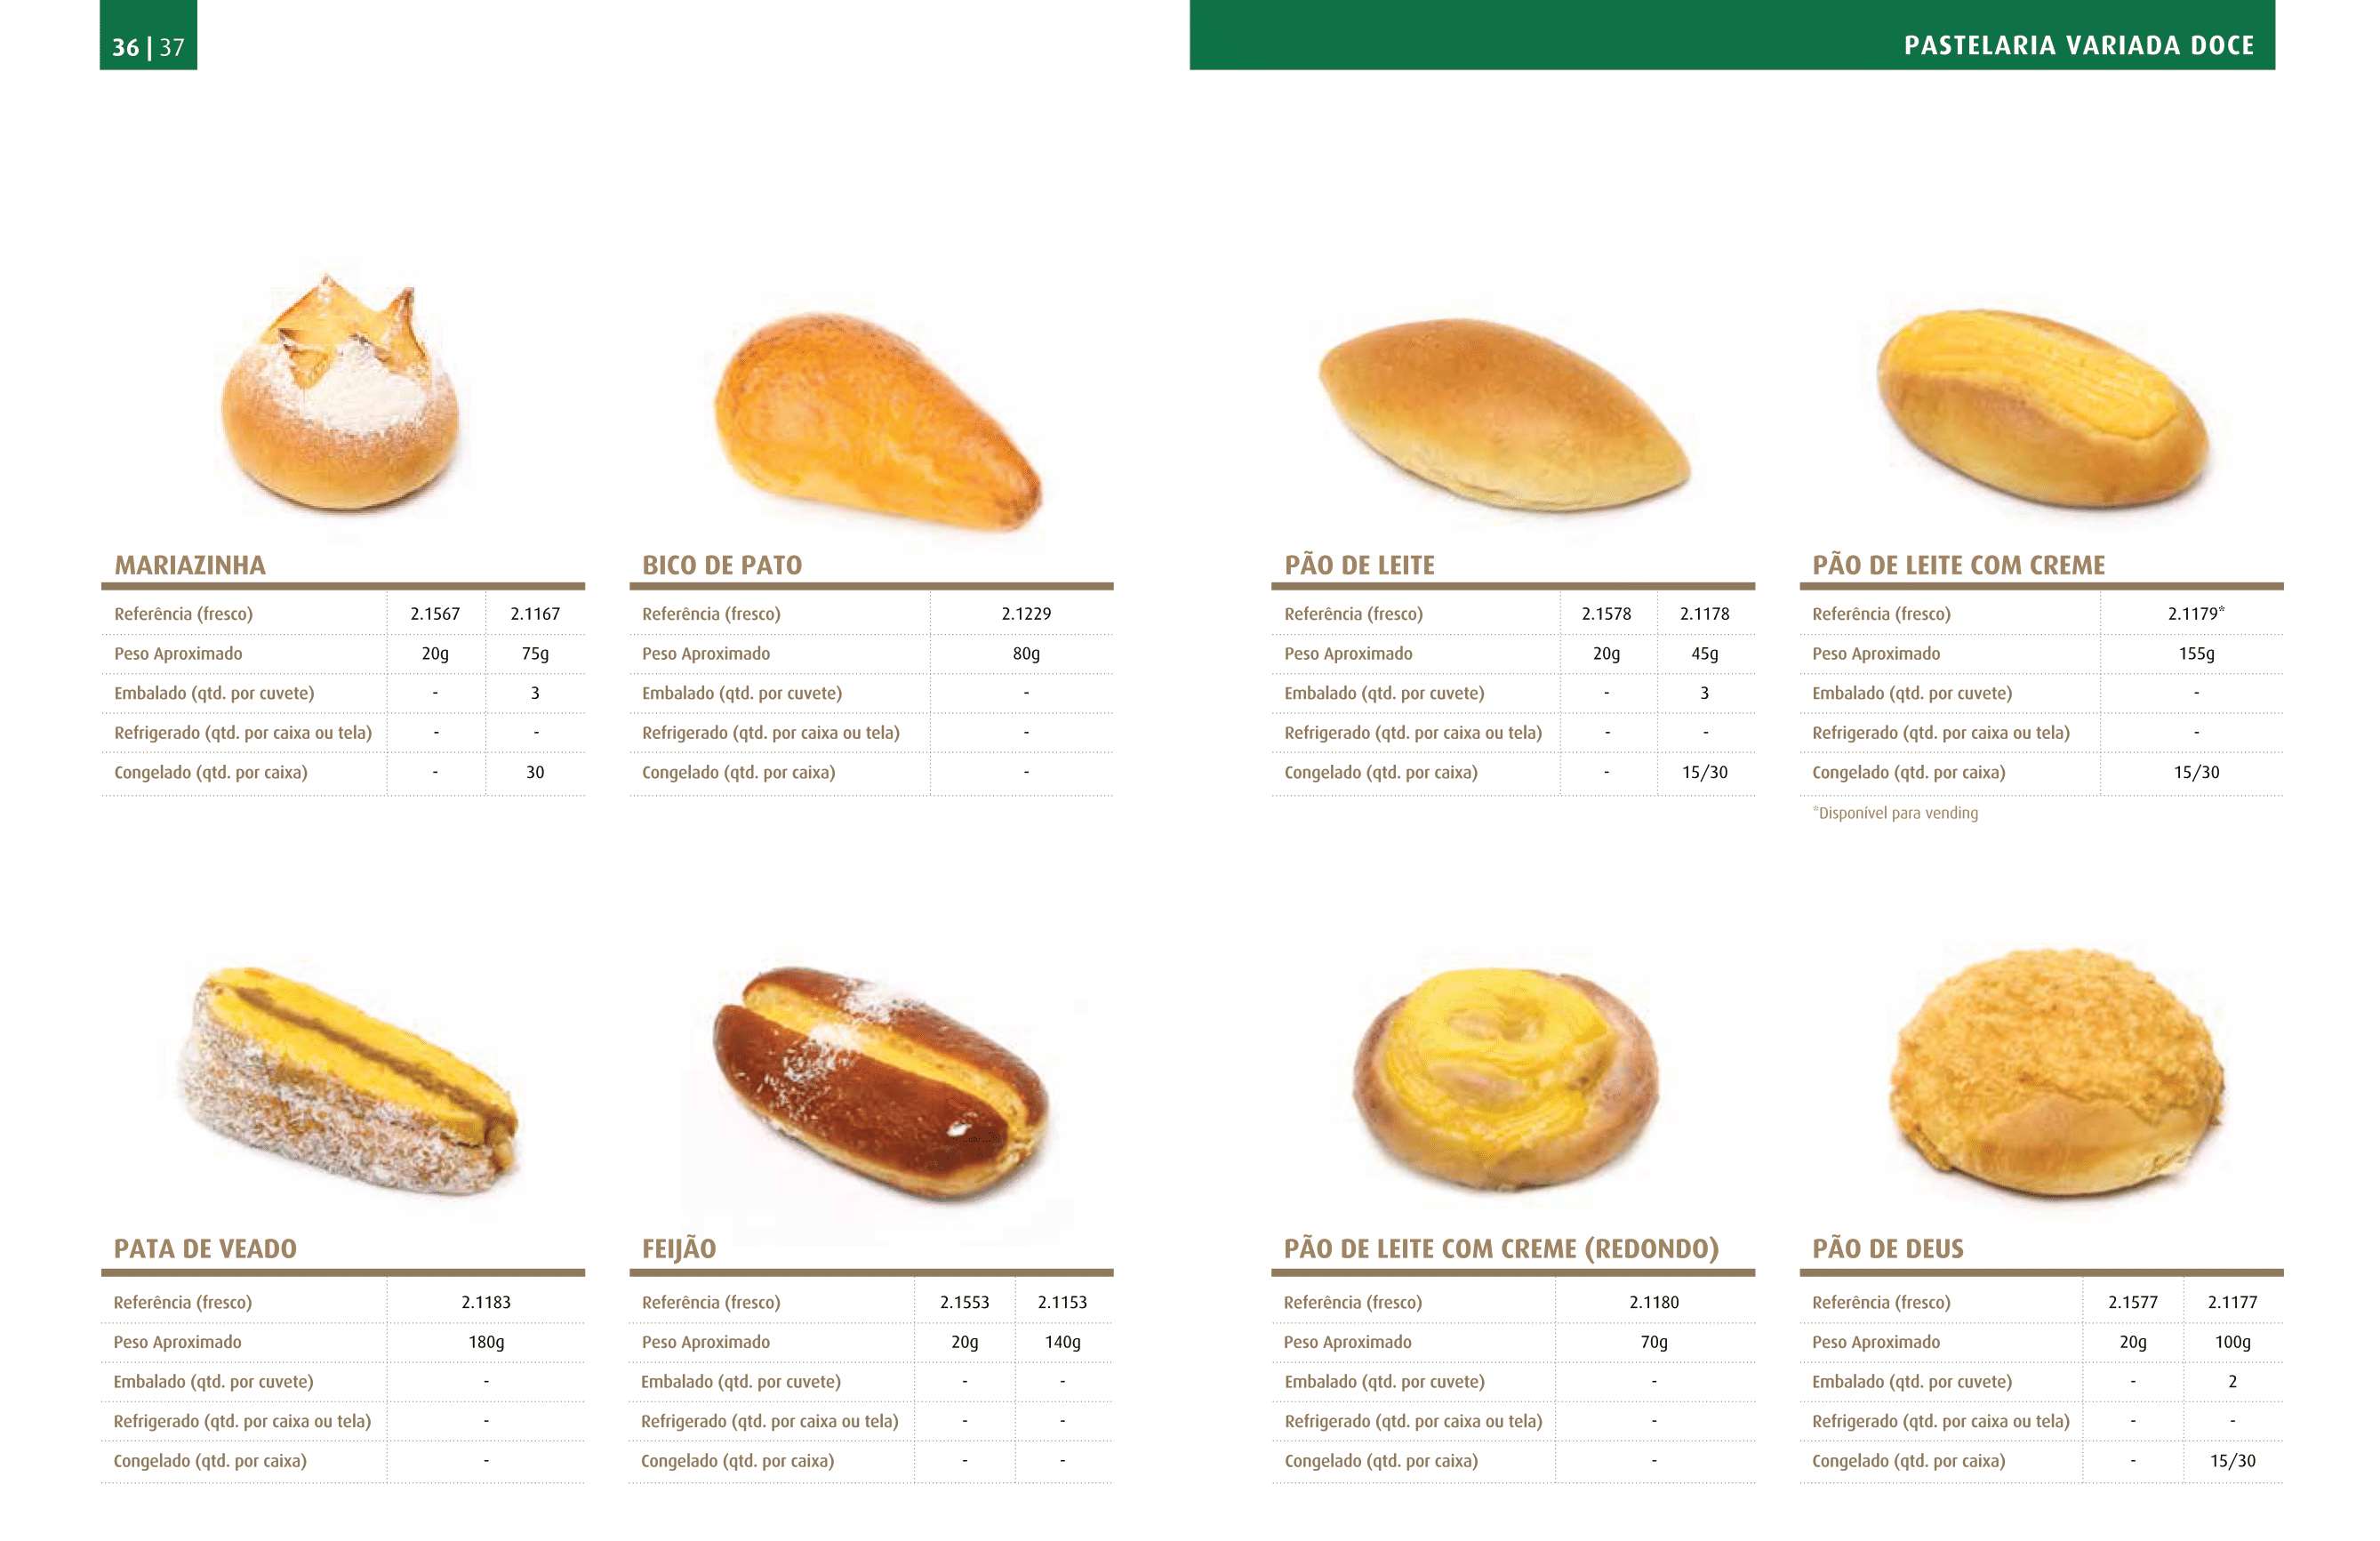 36 | 37
PASTELARIA VARIADA DOCE
MARIAZINHA
Referência (fresco) 2.1567 2.1167
Peso Aproximado 20g 75g
Embalado (qtd. por cuvete) - 3
Refrigerado (qtd. por caixa ou tela) - -
Congelado (qtd. por caixa) - 30
BICO DE PATO
Referência (fresco) 2.1229
Peso Aproximado 80g
Embalado (qtd. por cuvete) -
Refrigerado (qtd. por caixa ou tela) -
Congelado (qtd. por caixa) -
PÃO DE LEITE
Referência (fresco) 2.1578 2.1178
Peso Aproximado 20g 45g
Embalado (qtd. por cuvete) - 3
Refrigerado (qtd. por caixa ou tela) - -
Congelado (qtd. por caixa) - 15/30
PÃO DE LEITE COM CREME
Referência (fresco) 2.1179*
Peso Aproximado 155g
Embalado (qtd. por cuvete) -
Refrigerado (qtd. por caixa ou tela) -
Congelado (qtd. por caixa) 15/30
*Disponível para vending
PATA DE VEADO
Referência (fresco) 2.1183
Peso Aproximado 180g
Embalado (qtd. por cuvete) -
Refrigerado (qtd. por caixa ou tela) -
Congelado (qtd. por caixa) -
FEIJÃO
Referência (fresco) 2.1553 2.1153
Peso Aproximado 20g 140g
Embalado (qtd. por cuvete) - -
Refrigerado (qtd. por caixa ou tela) - -
Congelado (qtd. por caixa) - -
PÃO DE LEITE COM CREME (REDONDO)
Referência (fresco) 2.1180
Peso Aproximado 70g
Embalado (qtd. por cuvete) -
Refrigerado (qtd. por caixa ou tela) -
Congelado (qtd. por caixa) -
PÃO DE DEUS
Referência (fresco) 2.1577 2.1177
Peso Aproximado 20g 100g
Embalado (qtd. por cuvete) - 2
Refrigerado (qtd. por caixa ou tela) - -
Congelado (qtd. por caixa) - 15/30